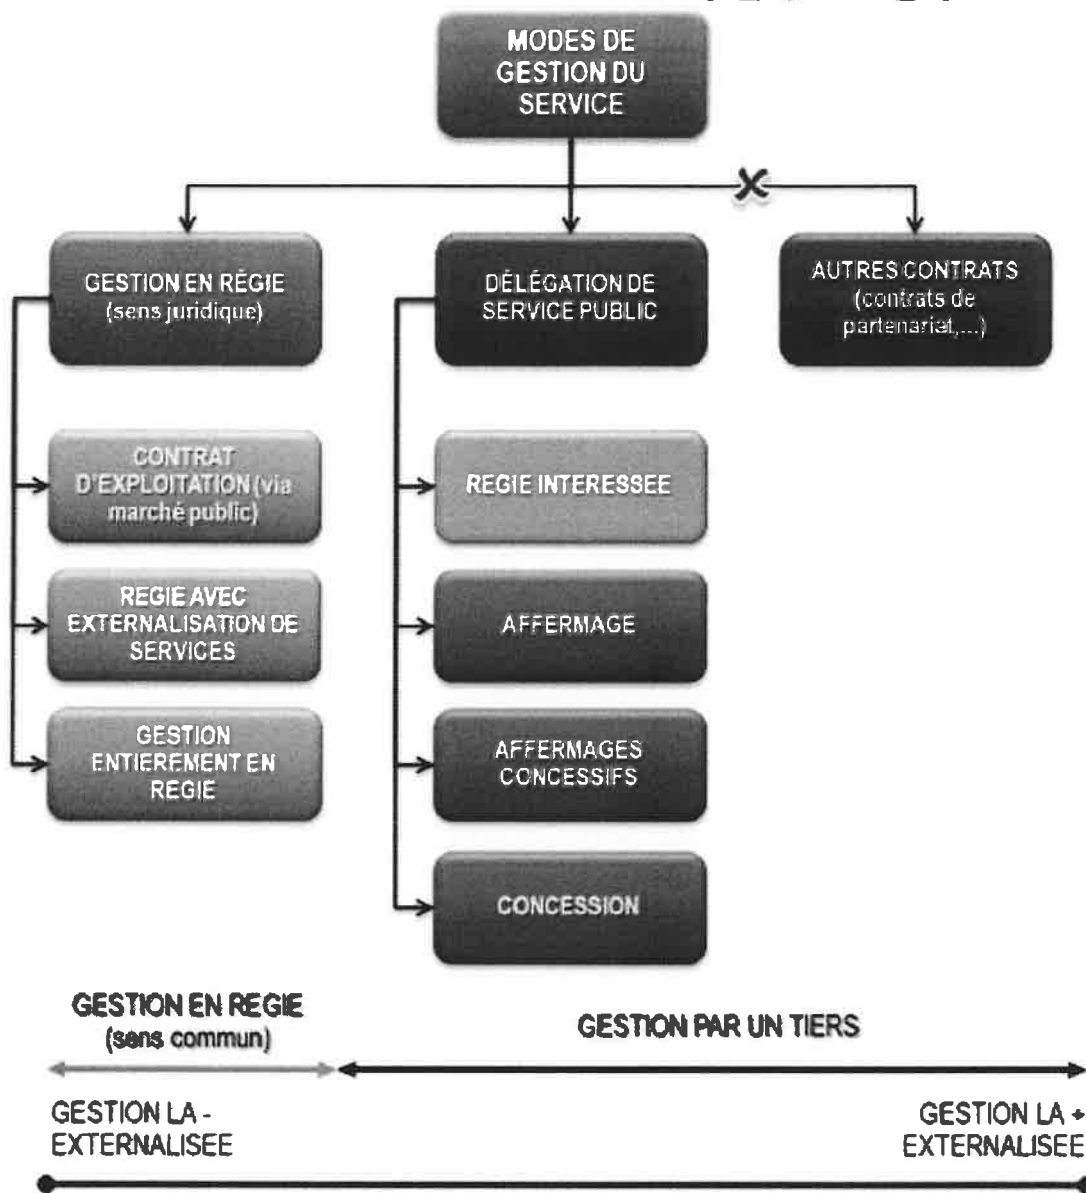 MODES DE
GESTION DU
SERVICE
GESTION EN RÉGIE
(sens juridique)
DÉLÉGATION DE
SERVICE PUBLIC
AUTRES CONTRATS
(contrats de
partenariat,...)
CONTRAT
D'EXPLOITATION (via
marché public)
REGIE INTERESSEE
REGIE AVEC
EXTERNALISATION DE
SERVICES
AFFERMAGE
GESTION
ENTIEREMENT EN
REGIE
AFFERMAGES
CONCESSIFS
CONCESSION
GESTION EN REGIE
(sens commun)
GESTION PAR UN TIERS
GESTION LA -
EXTERNALISEE
GESTION LA +
EXTERNALISEE